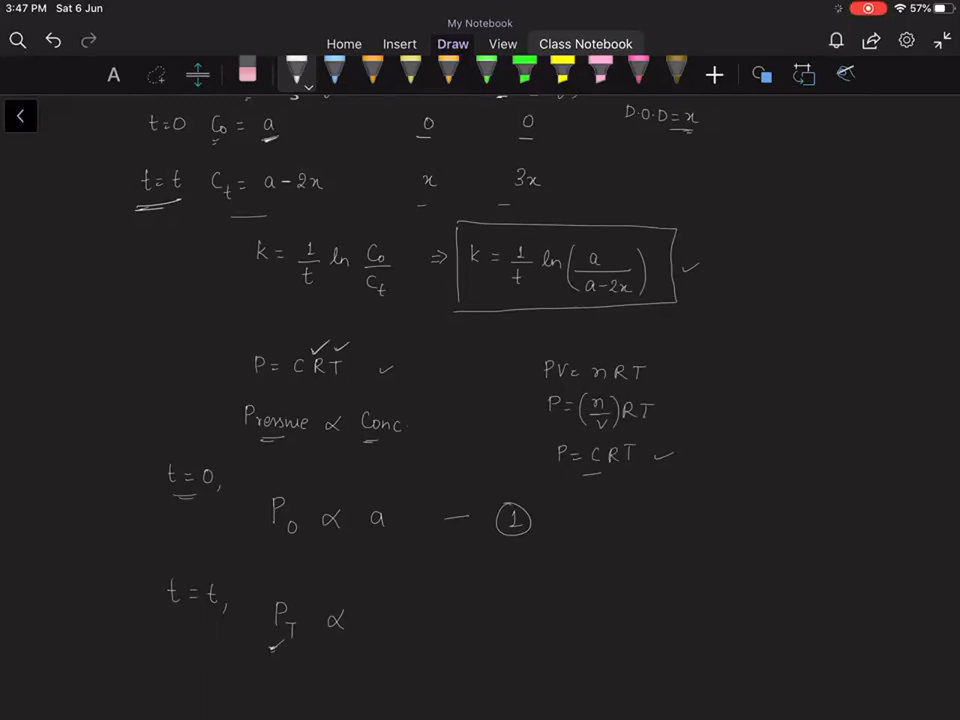 3:47 PM Sat 6 Jun 57%
My Notebook
Home Insert Draw View Class Notebook
A
t=0 C₀ = a 0 0 D.O.D = x
t=t Cₜ = a-2x x 3x
k = 1/t ln C₀/Cₜ ⇒ k = 1/t ln (a/(a-2x)) ✓
P = CRT ✓ PV = nRT
P = (n/V) RT
Pressure ∝ Conc.
P = CRT ✓
t=0,
P₀ ∝ a — ①
t = t,
P_T ∝